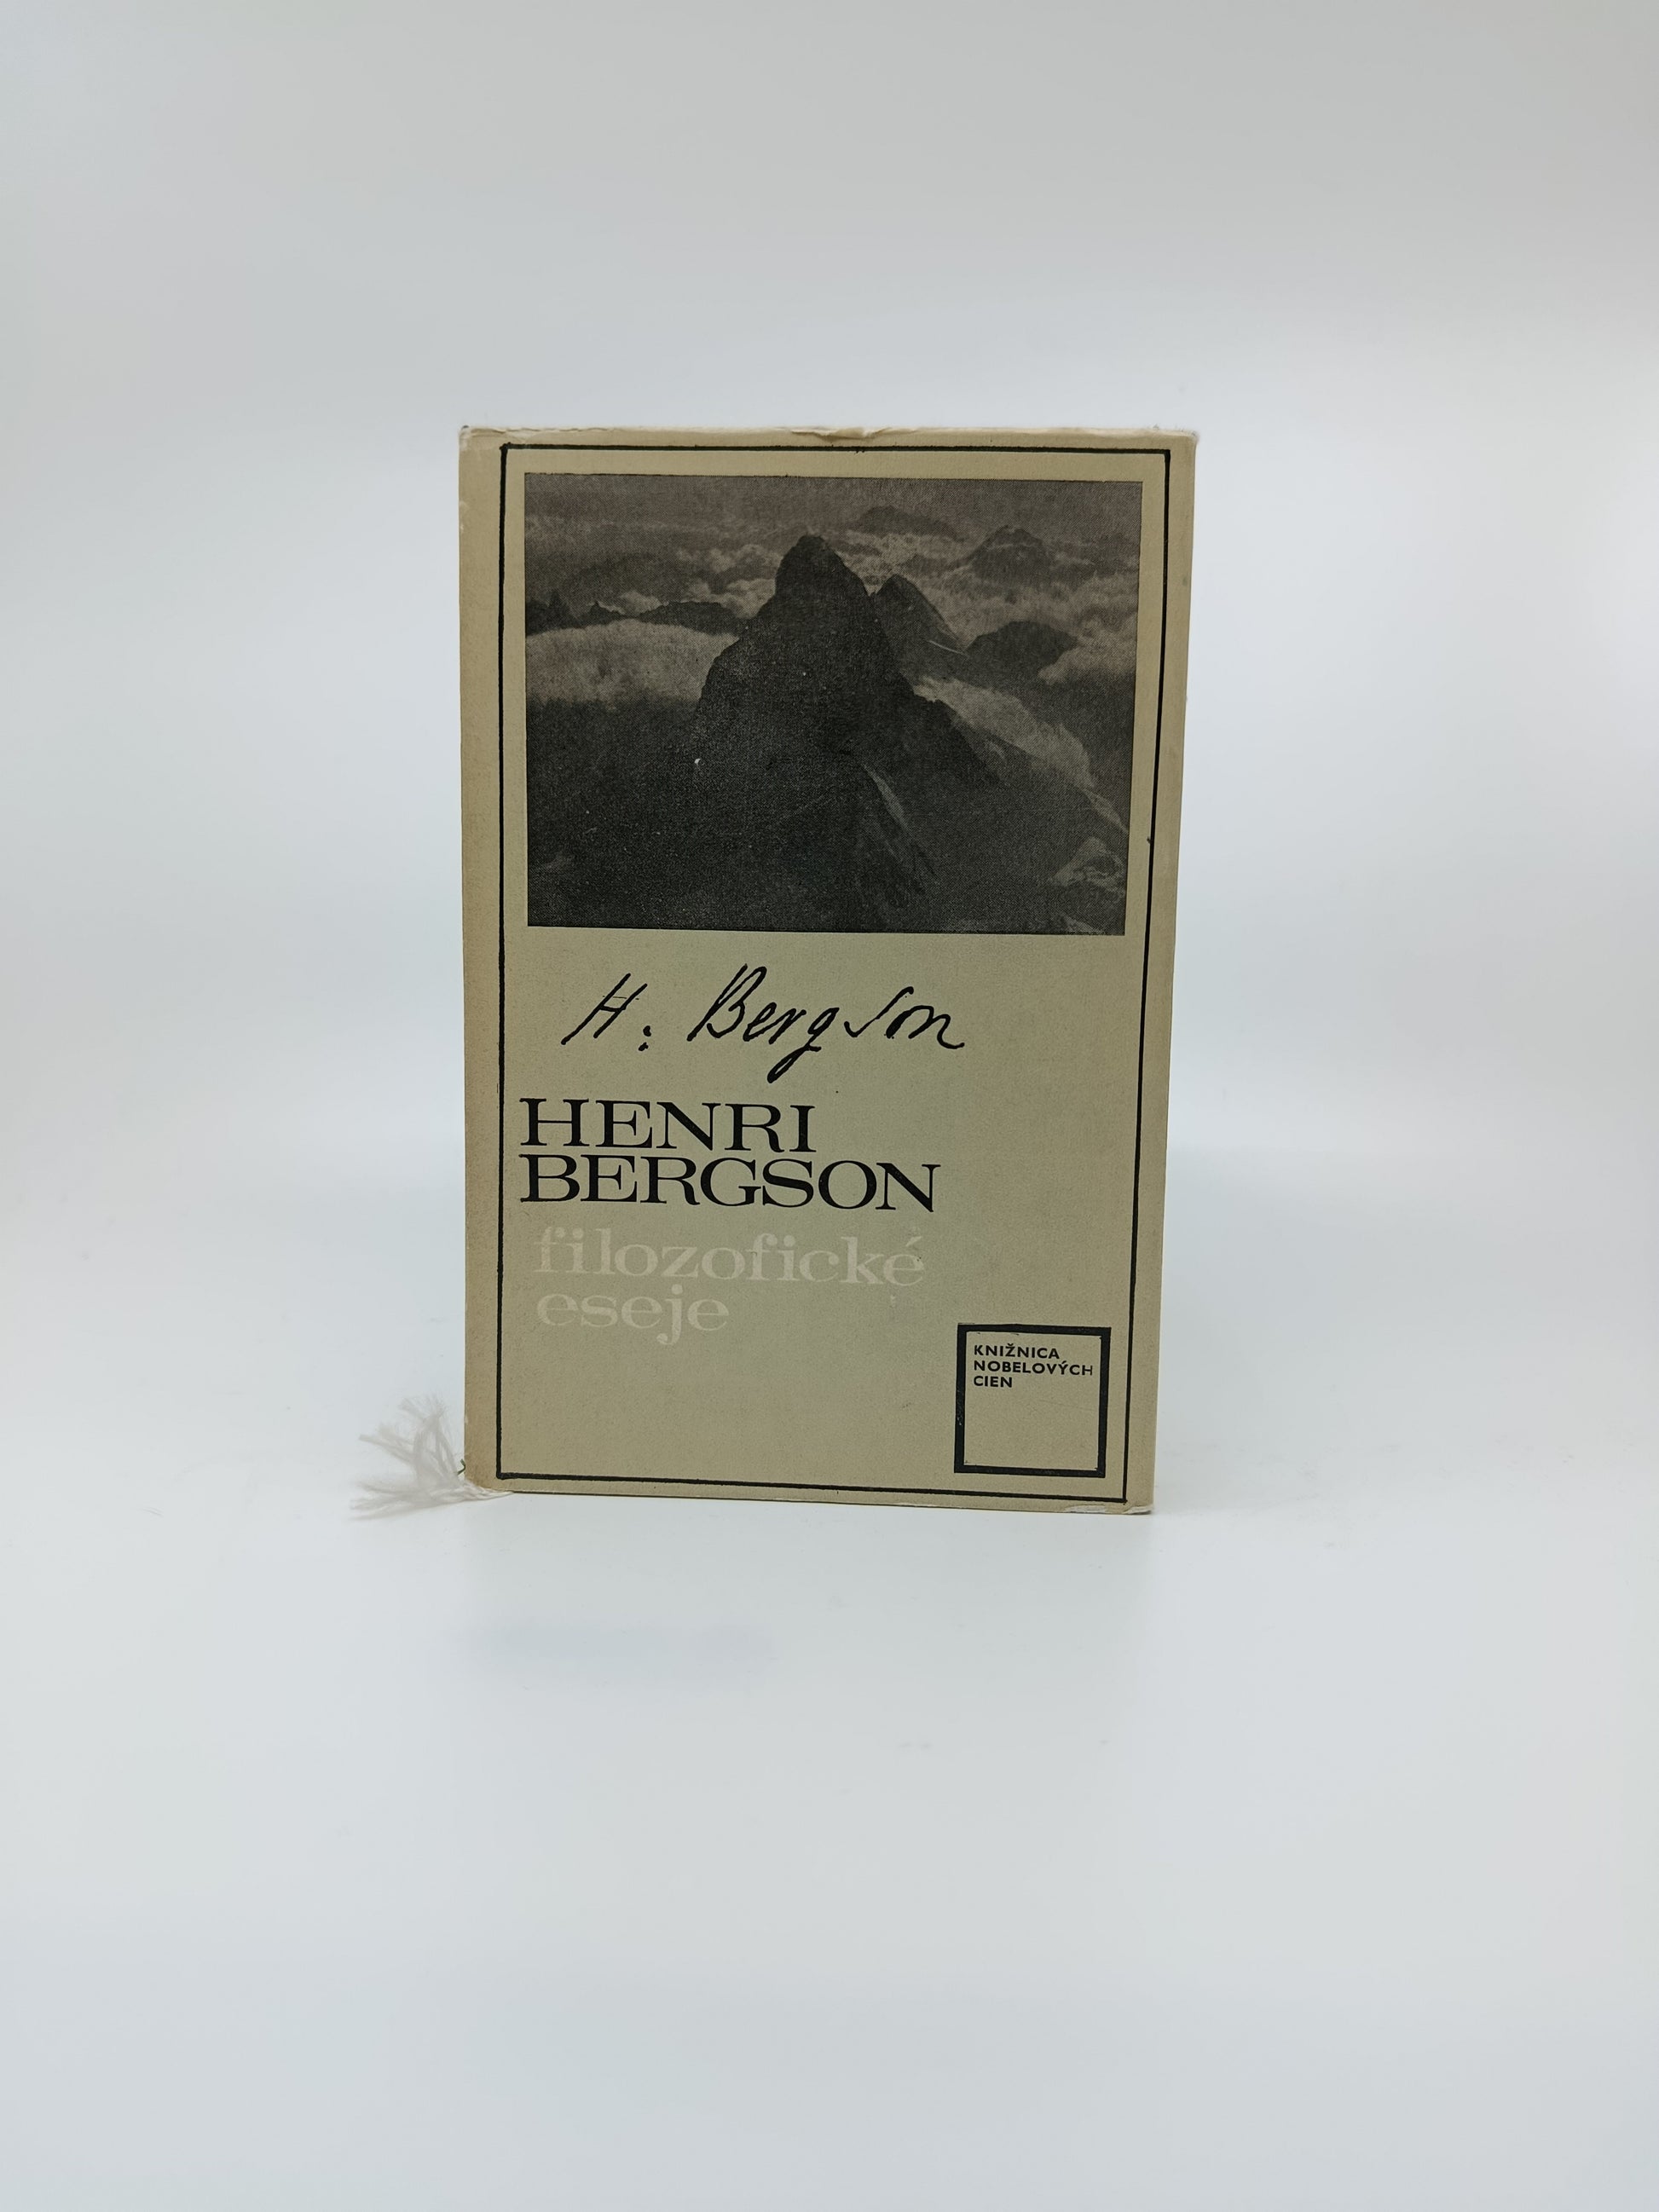 H. Bergson
HENRI
BERGSON
filozofické
eseje
KNIŽNICA
NOBELOVÝCH
CIEN